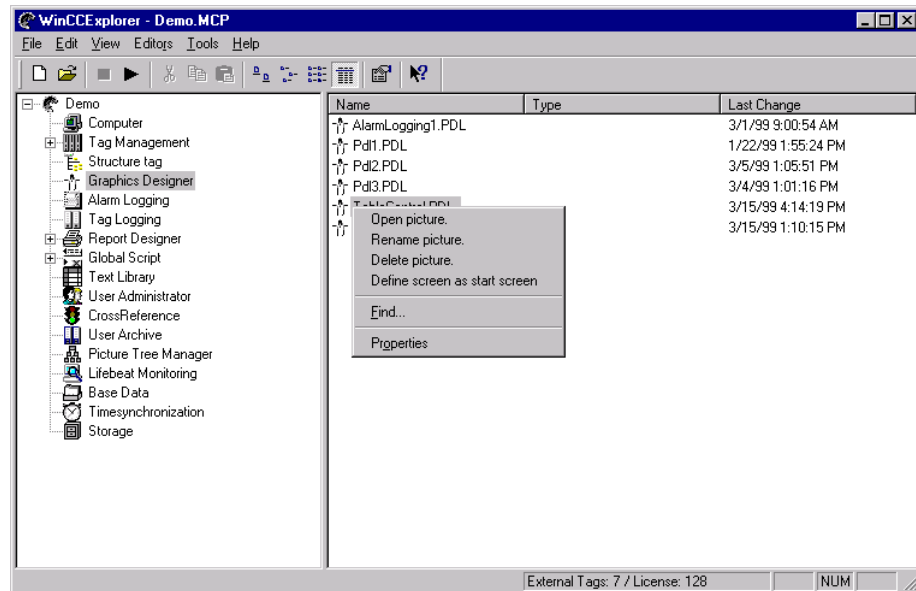 WinCCExplorer - Demo.MCP
File Edit View Editors Tools Help
Demo
Computer
Tag Management
Structure tag
Graphics Designer
Alarm Logging
Tag Logging
Report Designer
Global Script
Text Library
User Administrator
CrossReference
User Archive
Picture Tree Manager
Lifebeat Monitoring
Base Data
Timesynchronization
Storage
Name Type Last Change
AlarmLogging1.PDL 3/1/99 9:00:54 AM
Pdl1.PDL 1/22/99 1:55:24 PM
Pdl2.PDL 3/5/99 1:05:51 PM
Pdl3.PDL 3/4/99 1:01:16 PM
TableControl.PDL 3/15/99 4:14:19 PM
3/15/99 1:10:15 PM
Open picture.
Rename picture.
Delete picture.
Define screen as start screen
Find...
Properties
External Tags: 7 / License: 128 NUM